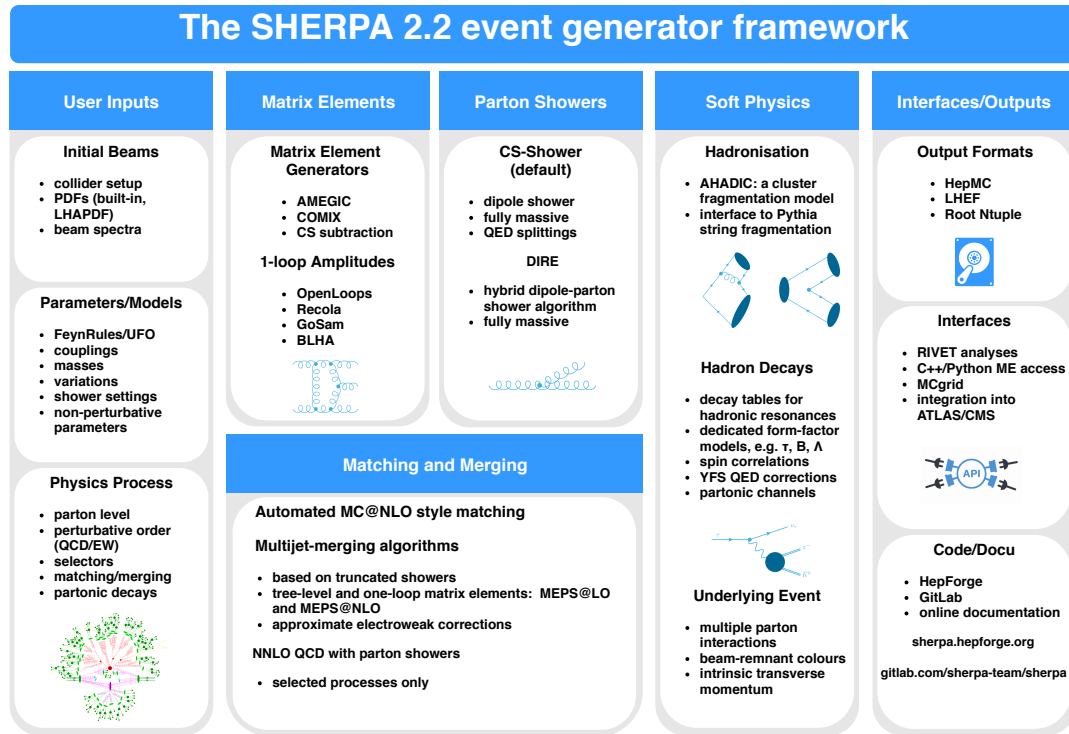 The SHERPA 2.2 event generator framework
User Inputs
Initial Beams
• collider setup
• PDFs (built-in,
LHAPDF)
• beam spectra
Parameters/Models
• FeynRules/UFO
• couplings
• masses
• variations
• shower settings
• non-perturbative
parameters
Physics Process
• parton level
• perturbative order
(QCD/EW)
• selectors
• matching/merging
• partonic decays
Matrix Elements
Matrix Element
Generators
• AMEGIC
• COMIX
• CS subtraction
1-loop Amplitudes
• OpenLoops
• Recola
• GoSam
• BLHA
Parton Showers
CS-Shower
(default)
• dipole shower
• fully massive
• QED splittings
DIRE
• hybrid dipole-parton
shower algorithm
• fully massive
Matching and Merging
Automated MC@NLO style matching
Multijet-merging algorithms
• based on truncated showers
• tree-level and one-loop matrix elements: MEPS@LO
and MEPS@NLO
• approximate electroweak corrections
NNLO QCD with parton showers
• selected processes only
Soft Physics
Hadronisation
• AHADIC: a cluster
fragmentation model
• interface to Pythia
string fragmentation
Hadron Decays
• decay tables for
hadronic resonances
• dedicated form-factor
models, e.g. τ, B, Λ
• spin correlations
• YFS QED corrections
• partonic channels
Underlying Event
• multiple parton
interactions
• beam-remnant colours
• intrinsic transverse
momentum
Interfaces/Outputs
Output Formats
• HepMC
• LHEF
• Root Ntuple
Interfaces
• RIVET analyses
• C++/Python ME access
• MCgrid
• integration into
ATLAS/CMS
API
Code/Docu
• HepForge
• GitLab
• online documentation
sherpa.hepforge.org
gitlab.com/sherpa-team/sherpa